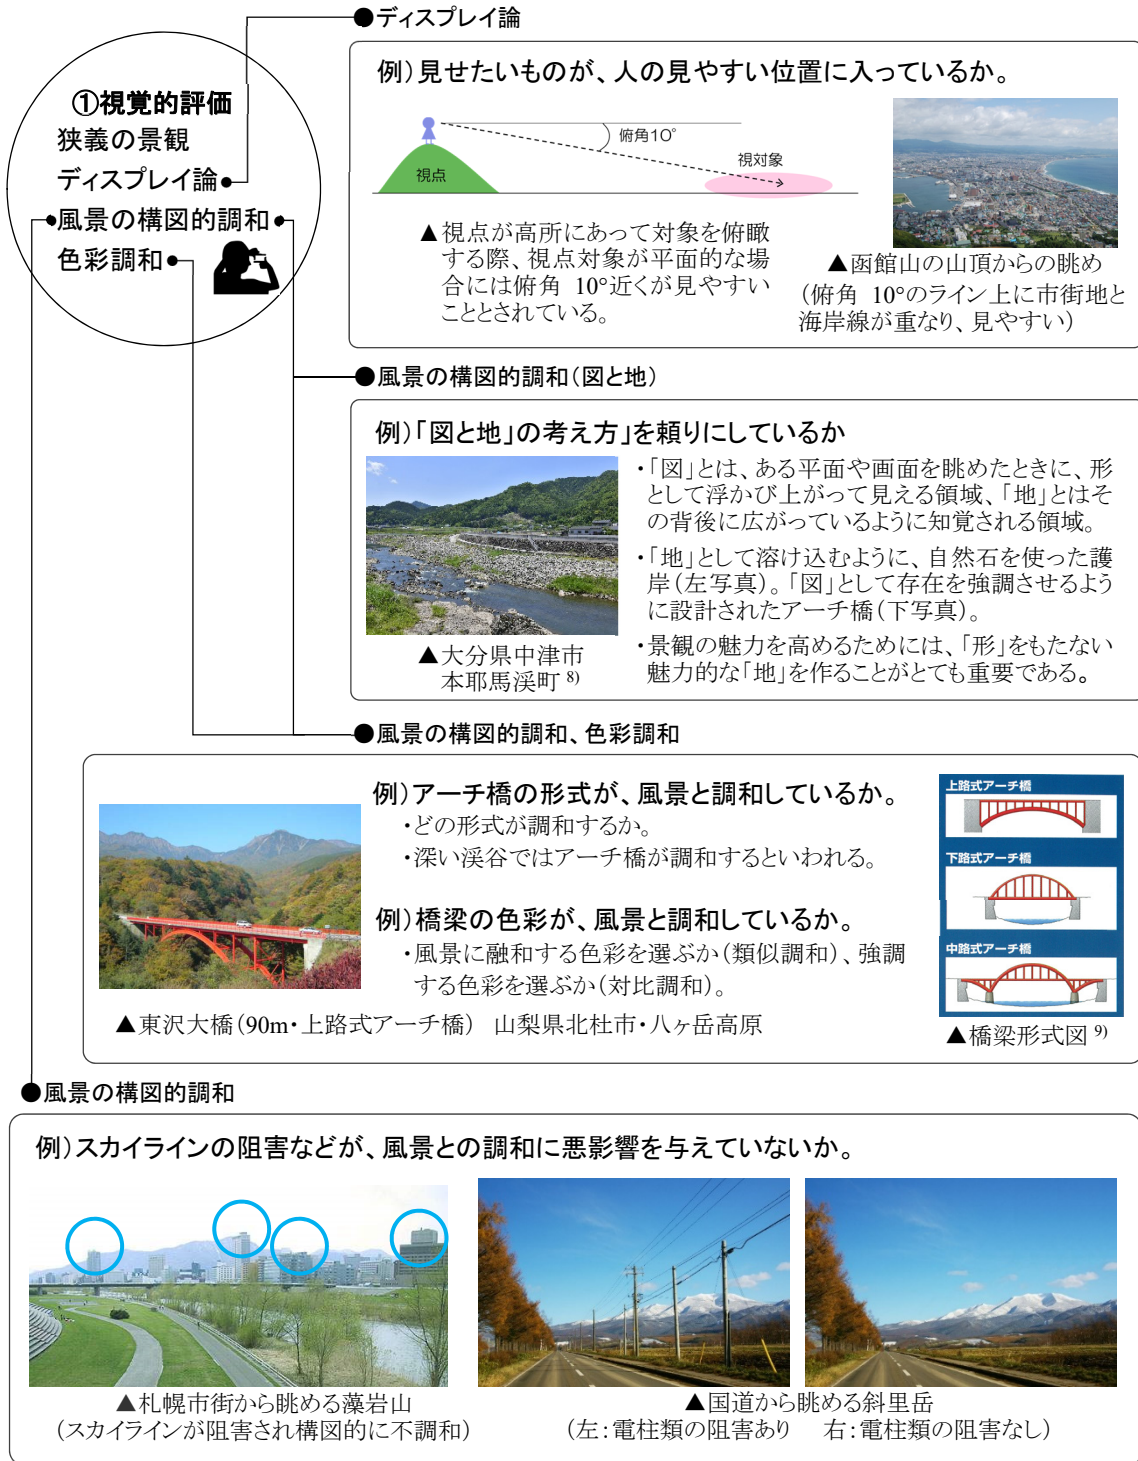 ●ディスプレイ論
①視覚的評価
狭義の景観
ディスプレイ論●
●風景の構図的調和●
色彩調和●
例）見せたいものが、人の見やすい位置に入っているか。
俯角10°
視点
視対象
▲視点が高所にあって対象を俯瞰
する際、視点対象が平面的な場
合には俯角 10°近くが見やすい
こととされている。
▲函館山の山頂からの眺め
（俯角 10°のライン上に市街地と
海岸線が重なり、見やすい）
●風景の構図的調和（図と地）
例）「図と地」の考え方」を頼りにしているか
・「図」とは、ある平面や画面を眺めたときに、形
として浮かび上がって見える領域、「地」とはそ
の背後に広がっているように知覚される領域。
・「地」として溶け込むように、自然石を使った護
岸（左写真）。「図」として存在を強調させるよう
に設計されたアーチ橋（下写真）。
・景観の魅力を高めるためには、「形」をもたない
魅力的な「地」を作ることがとても重要である。
▲大分県中津市
本耶馬渓町 8)
●風景の構図的調和、色彩調和
例）アーチ橋の形式が、風景と調和しているか。
・どの形式が調和するか。
・深い渓谷ではアーチ橋が調和するといわれる。
例）橋梁の色彩が、風景と調和しているか。
・風景に融和する色彩を選ぶか（類似調和）、強調
する色彩を選ぶか（対比調和）。
▲東沢大橋（90m・上路式アーチ橋） 山梨県北杜市・八ヶ岳高原
上路式アーチ橋
下路式アーチ橋
中路式アーチ橋
▲橋梁形式図 9)
●風景の構図的調和
例）スカイラインの阻害などが、風景との調和に悪影響を与えていないか。
▲札幌市街から眺める藻岩山
（スカイラインが阻害され構図的に不調和）
▲国道から眺める斜里岳
（左：電柱類の阻害あり 右：電柱類の阻害なし）